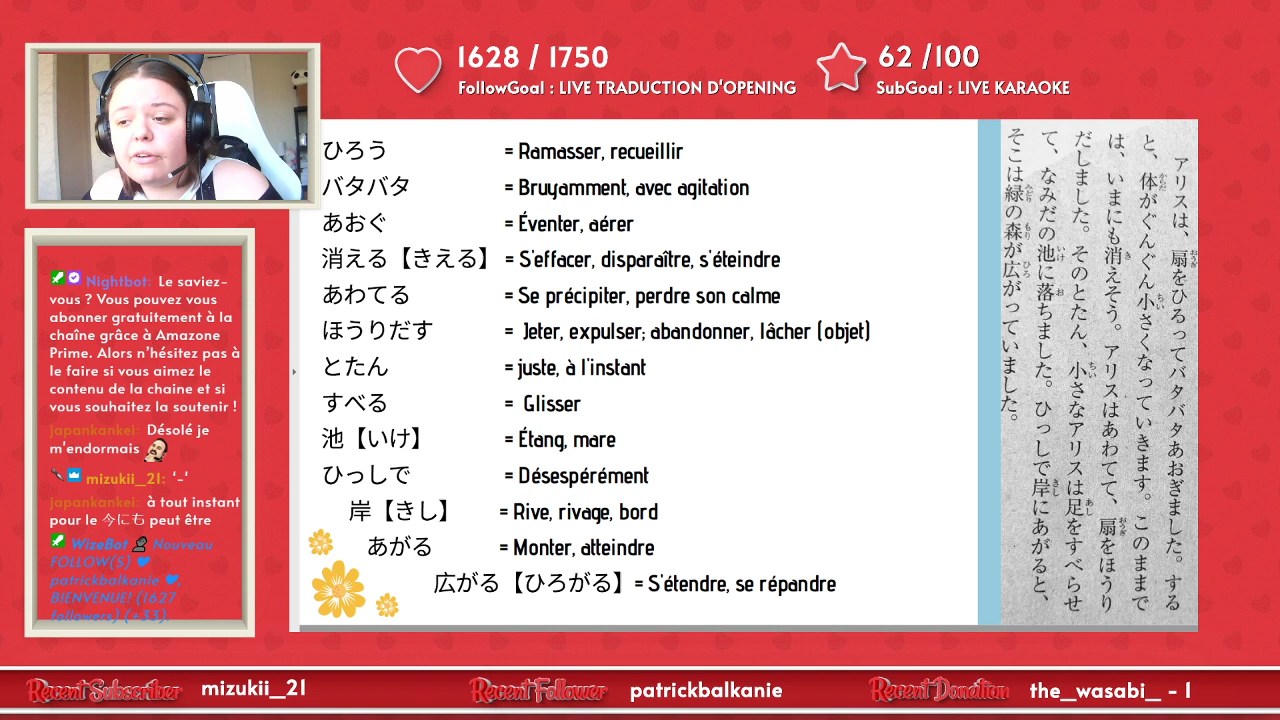 1628 / 1750
FollowGoal : LIVE TRADUCTION D'OPENING
62 /100
SubGoal : LIVE KARAOKE
ひろう = Ramasser, recueillir
バタバタ = Bruyamment, avec agitation
あおぐ = Éventer, aérer
消える【きえる】 = S'effacer, disparaître, s'éteindre
あわてる = Se précipiter, perdre son calme
ほうりだす = Jeter, expulser; abandonner, lâcher (objet)
とたん = juste, à l'instant
すべる = Glisser
池【いけ】 = Étang, mare
ひっしで = Désespérément
岸【きし】 = Rive, rivage, bord
あがる = Monter, atteindre
広がる【ひろがる】 = S'étendre, se répandre
アリスは、扇をひろってバタバタあおぎました。する
と、体がぐんぐん小さくなっていきます。このままで
は、いまにも消えそう。アリスはあわてて、扇をほうり
だしました。そのとたん、小さなアリスは足をすべらせ
て、なみだの池に落ちました。ひっしで岸にあがると、
そこは緑の森が広がっていました。
Nightbot: Le saviez-
vous ? Vous pouvez vous
abonner gratuitement à la
chaîne grâce à Amazone
Prime. Alors n'hésitez pas à
le faire si vous aimez le
contenu de la chaine et si
vous souhaitez la soutenir !
japankankei: Désolé je
m'endormais
mizukii_21: '-'
japankankei: à tout instant
pour le 今にも peut être
WizeBot Nouveau
FOLLOW(S)
patrickbalkanie ,
BIENVENUE! (1627
followers) (+33).
Recent Subscriber mizukii_21
Recent Follower patrickbalkanie
Recent Donation the_wasabi_ - 1